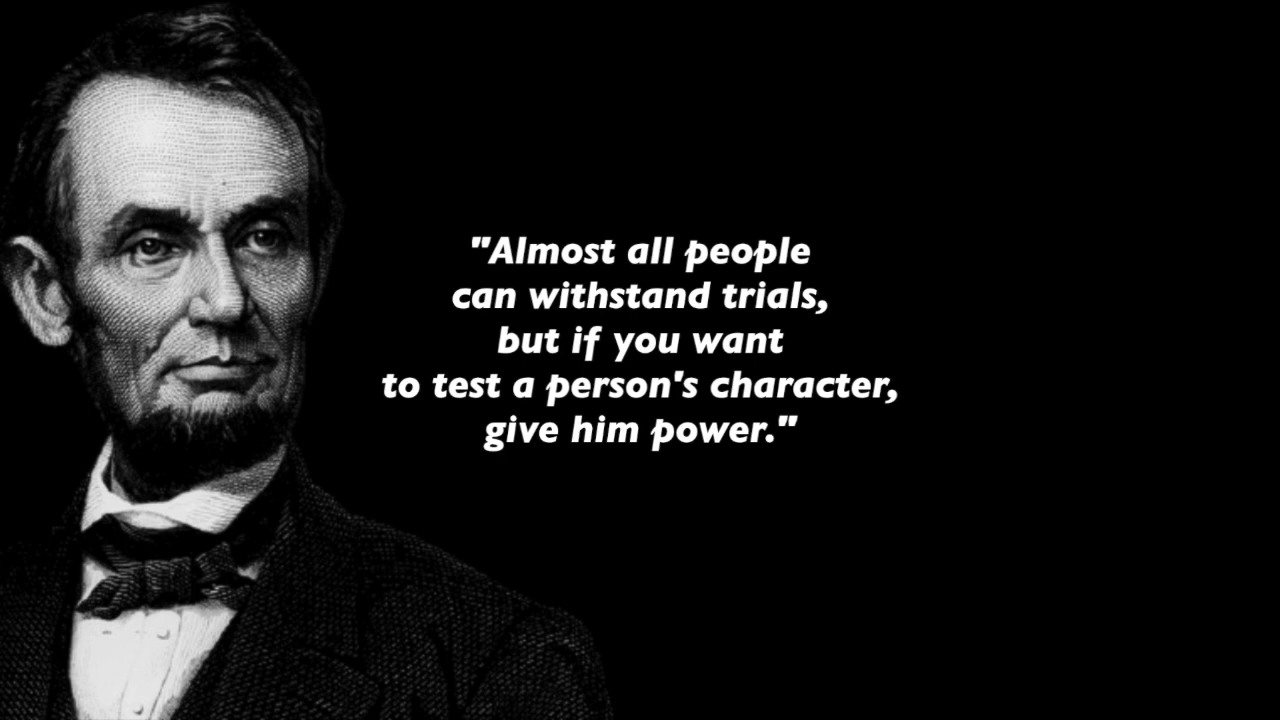 "Almost all people
can withstand trials,
but if you want
to test a person's character,
give him power."